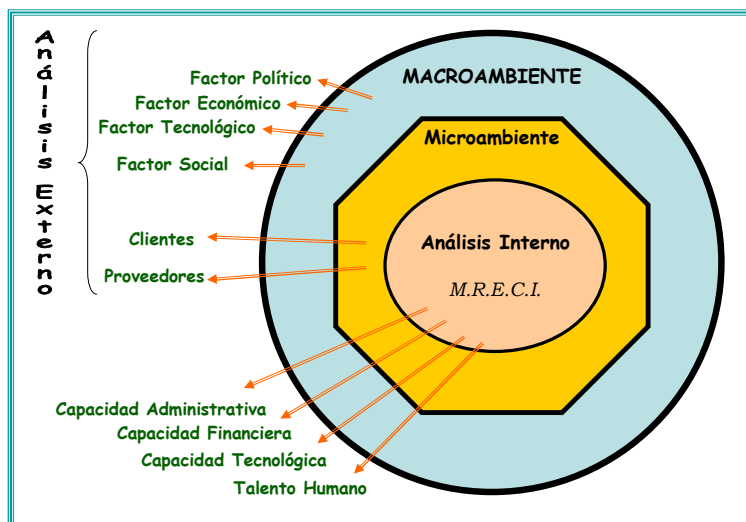 Análisis Externo
MACROAMBIENTE
Factor Político
Factor Económico
Factor Tecnológico
Factor Social
Microambiente
Clientes
Proveedores
Análisis Interno
M.R.E.C.I.
Capacidad Administrativa
Capacidad Financiera
Capacidad Tecnológica
Talento Humano